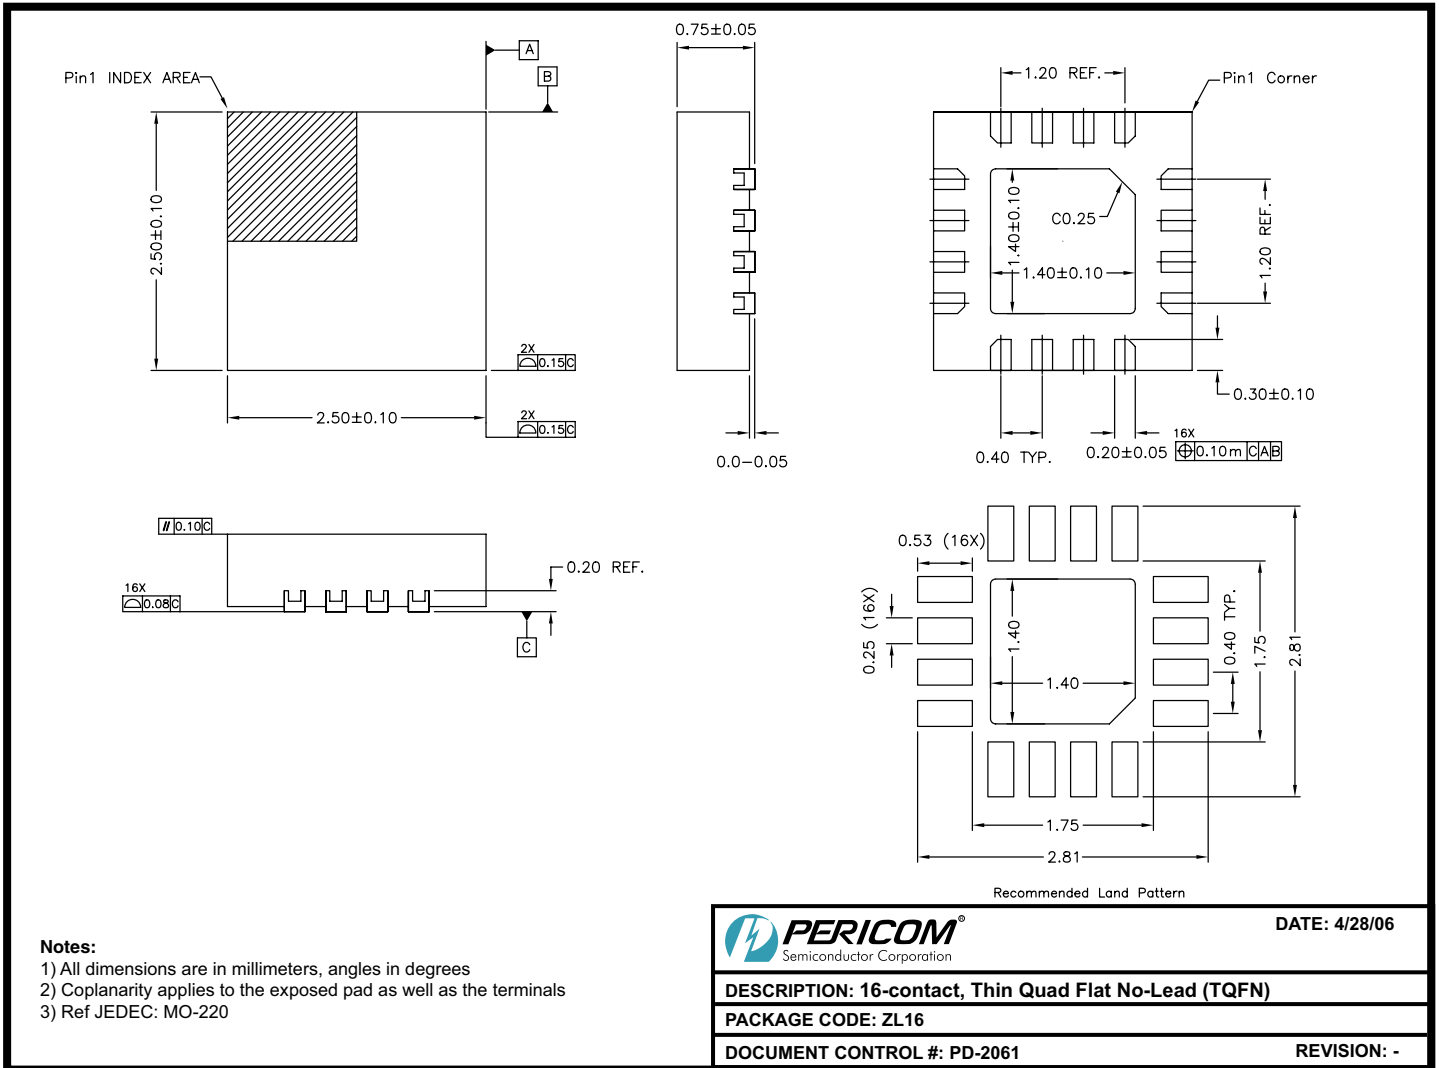 0.75±0.05
A
Pin1 INDEX AREA
B
1.20 REF.
Pin1 Corner
2.50±0.10
1.40±0.10
C0.25
1.40±0.10
1.20 REF.
2X
0.15 C
2.50±0.10
2X
0.15 C
0.30±0.10
0.0-0.05
0.40 TYP.
0.20±0.05
16X
0.10m C A B
// 0.10 C
0.20 REF.
16X
0.08 C
C
0.53 (16X)
0.25 (16X)
1.40
1.40
0.40 TYP.
1.75
2.81
1.75
2.81
Recommended Land Pattern
Notes:
1) All dimensions are in millimeters, angles in degrees
2) Coplanarity applies to the exposed pad as well as the terminals
3) Ref JEDEC: MO-220
PERICOM®
Semiconductor Corporation
DATE: 4/28/06
DESCRIPTION: 16-contact, Thin Quad Flat No-Lead (TQFN)
PACKAGE CODE: ZL16
DOCUMENT CONTROL #: PD-2061
REVISION: -